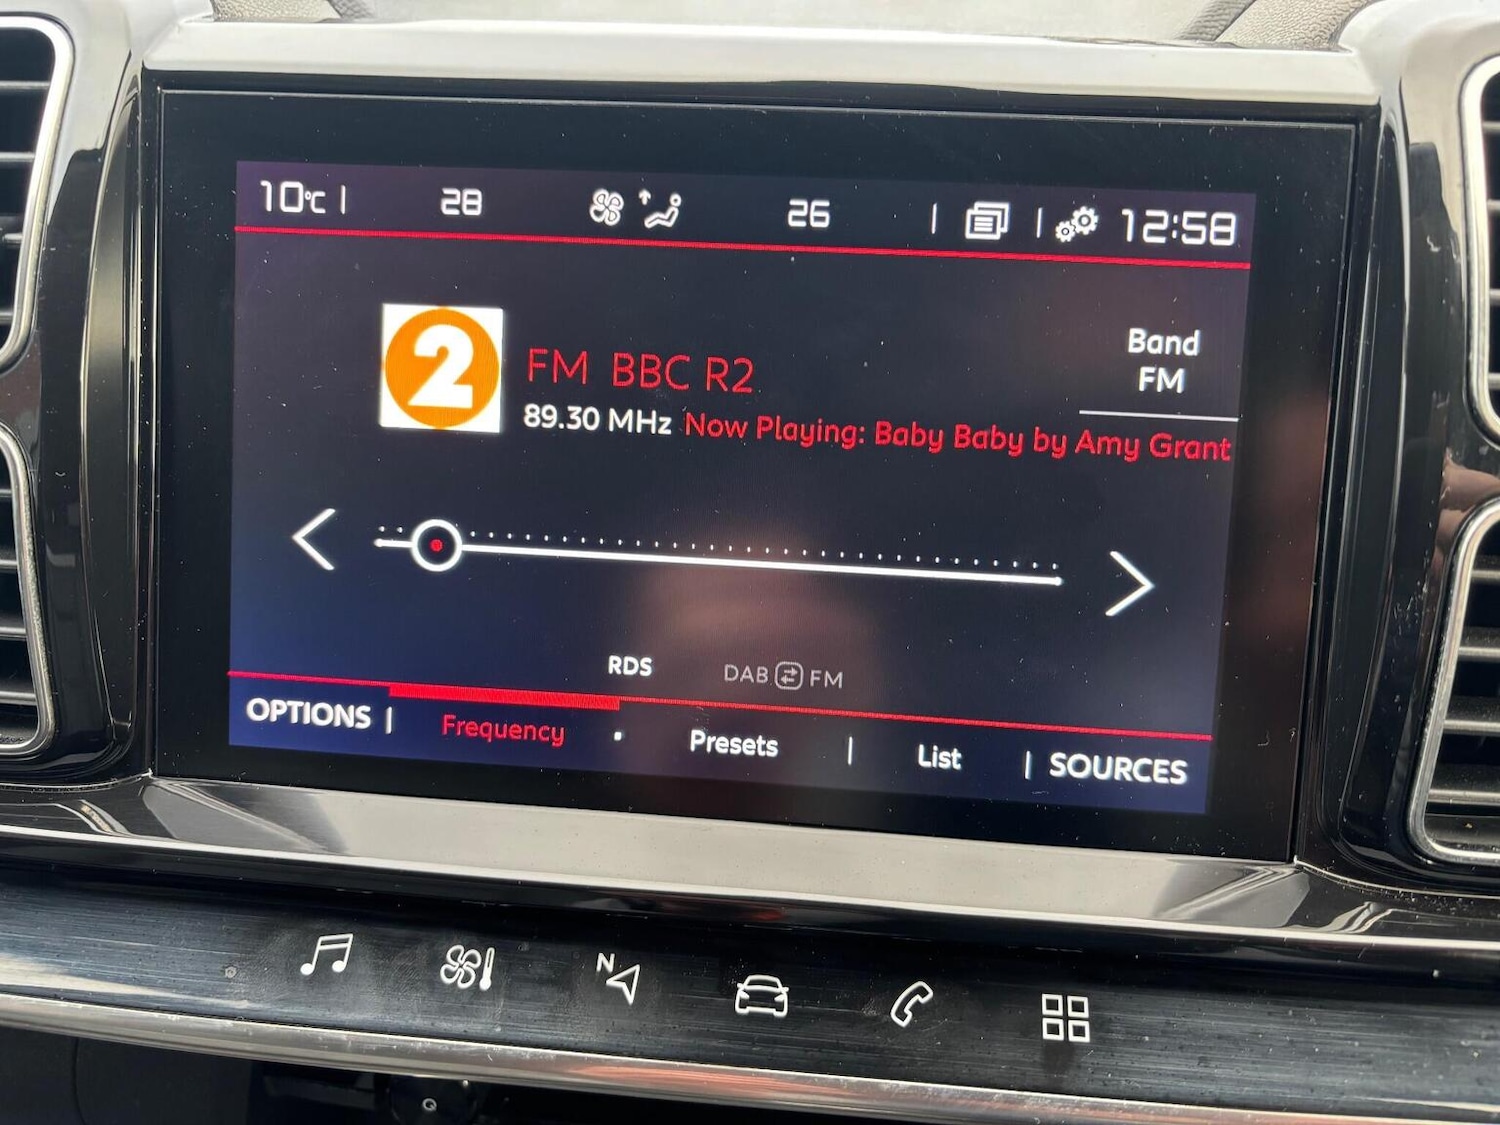 10°C 28 26 12:58
2
FM BBC R2
Band
FM
89.30 MHz Now Playing: Baby Baby by Amy Grant
RDS DAB FM
OPTIONS Frequency Presets List SOURCES
N